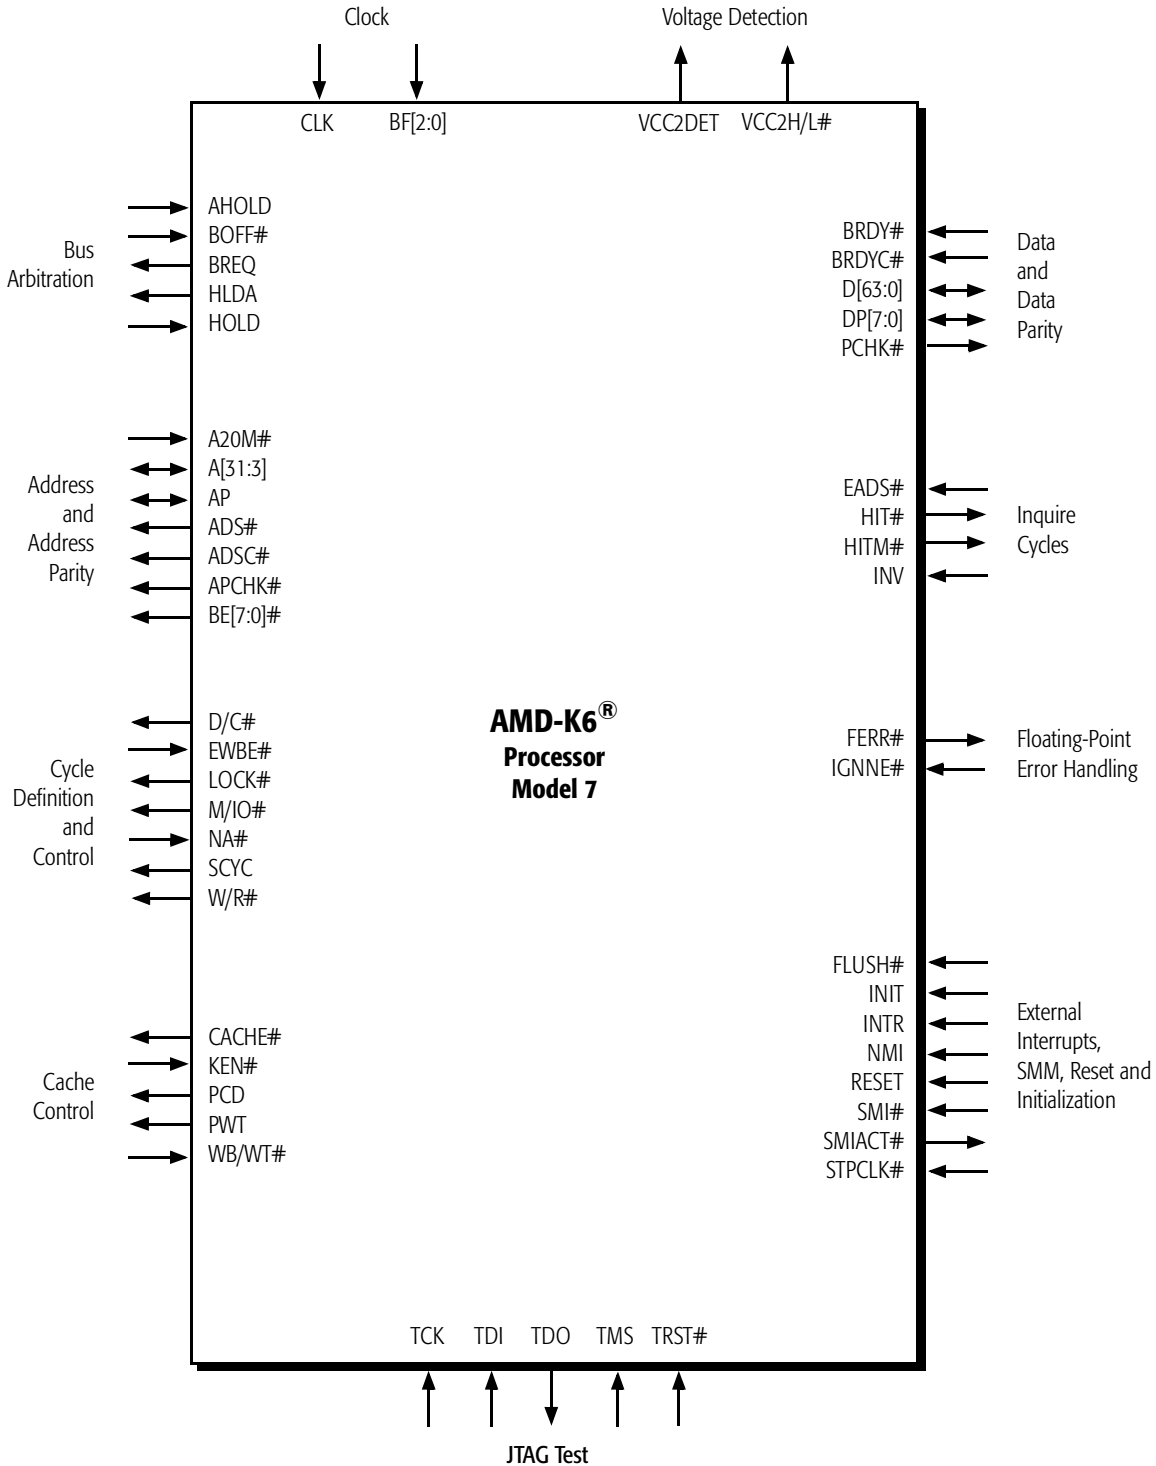 Clock
Voltage Detection
CLK
BF[2:0]
VCC2DET
VCC2H/L#
Bus
Arbitration
AHOLD
BOFF#
BREQ
HLDA
HOLD
BRDY#
BRDYC#
D[63:0]
DP[7:0]
PCHK#
Data
and
Data
Parity
Address
and
Address
Parity
A20M#
A[31:3]
AP
ADS#
ADSC#
APCHK#
BE[7:0]#
EADS#
HIT#
HITM#
INV
Inquire
Cycles
AMD-K6®
Processor
Model 7
Cycle
Definition
and
Control
D/C#
EWBE#
LOCK#
M/IO#
NA#
SCYC
W/R#
FERR#
IGNNE#
Floating-Point
Error Handling
Cache
Control
CACHE#
KEN#
PCD
PWT
WB/WT#
FLUSH#
INIT
INTR
NMI
RESET
SMI#
SMIACT#
STPCLK#
External
Interrupts,
SMM, Reset and
Initialization
TCK
TDI
TDO
TMS
TRST#
JTAG Test